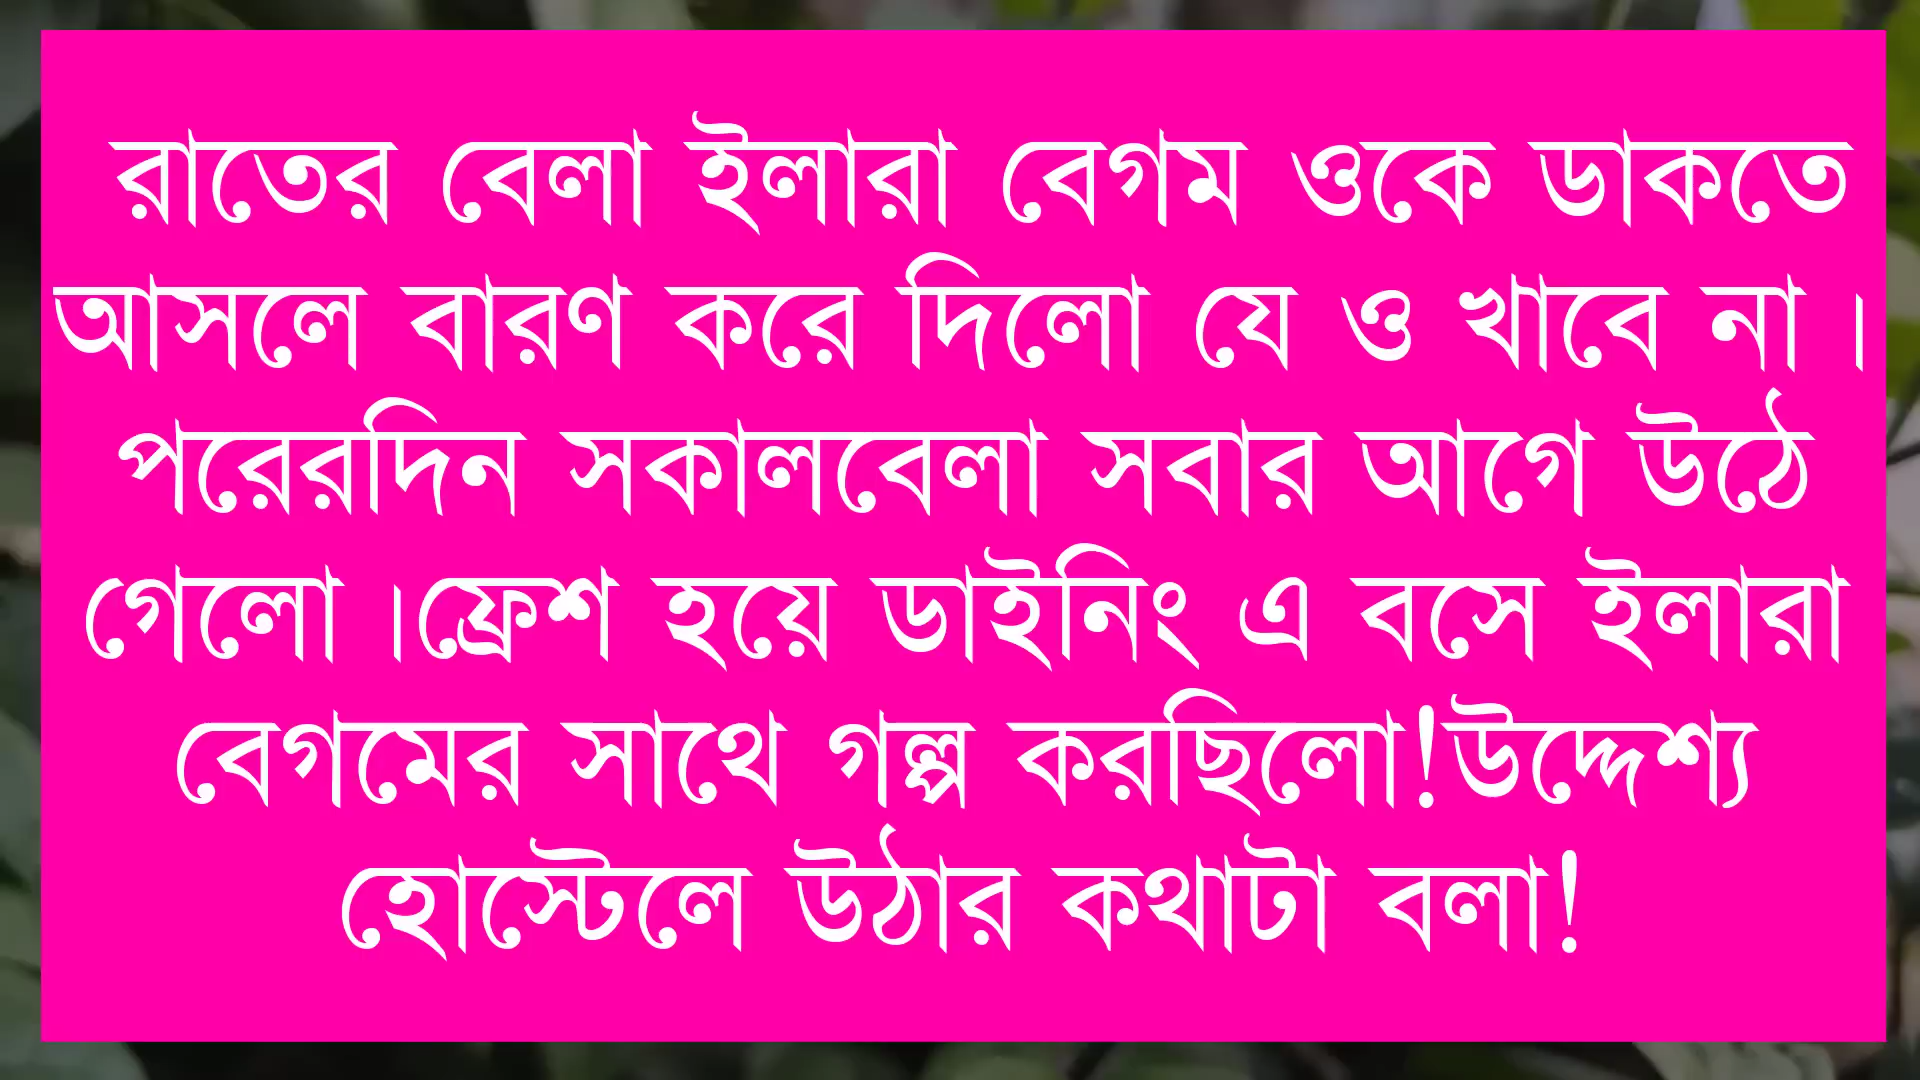 রাতের বেলা ইলারা বেগম ওকে ডাকতে
আসলে বারণ করে দিলো যে ও খাবে না ।
পরেরদিন সকালবেলা সবার আগে উঠে
গেলো ।ফ্রেশ হয়ে ডাইনিং এ বসে ইলারা
বেগমের সাথে গল্প করছিলো!উদ্দেশ্য
হোস্টেলে উঠার কথাটা বলা!